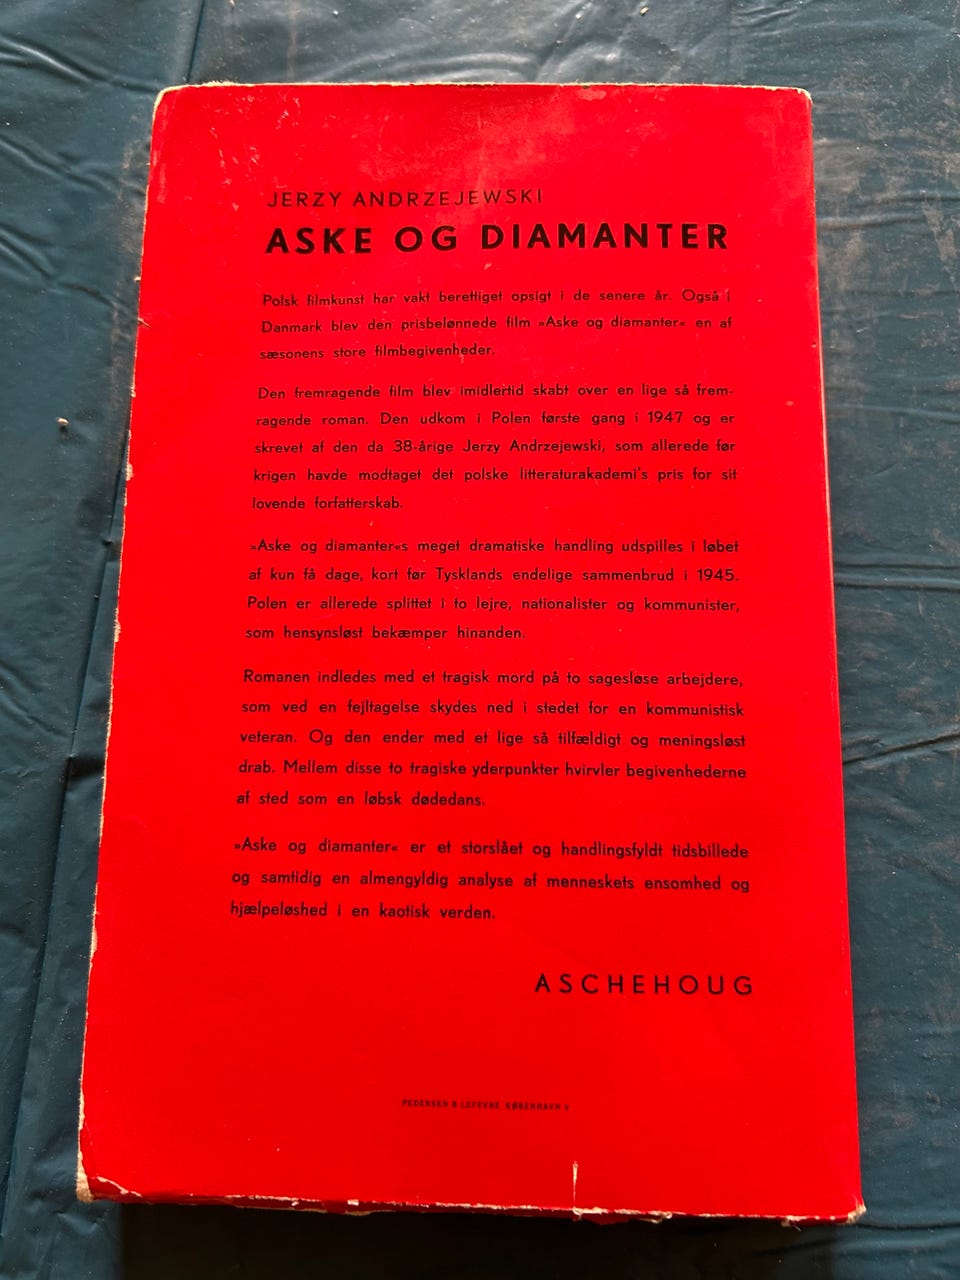 JERZY ANDRZEJEWSKI
ASKE OG DIAMANTER
Polsk filmkunst har vakt berettiget opsigt i de senere år. Også i
Danmark blev den prisbelønnede film »Aske og diamanter« en af
sæsonens store filmbegivenheder.
Den fremragende film blev imidlertid skabt over en lige så frem-
ragende roman. Den udkom i Polen første gang i 1947 og er
skrevet af den da 38-årige Jerzy Andrzejewski, som allerede før
krigen havde modtaget det polske litteraturakademi's pris for sit
lovende forfatterskab.
»Aske og diamanter«s meget dramatiske handling udspilles i løbet
af kun få dage, kort før Tysklands endelige sammenbrud i 1945.
Polen er allerede splittet i to lejre, nationalister og kommunister,
som hensynsløst bekæmper hinanden.
Romanen indledes med et tragisk mord på to sagesløse arbejdere,
som ved en fejltagelse skydes ned i stedet for en kommunistisk
veteran. Og den ender med et lige så tilfældigt og meningsløst
drab. Mellem disse to tragiske yderpunkter hvirvler begivenhederne
af sted som en løbsk dødedans.
»Aske og diamanter« er et storslået og handlingsfyldt tidsbillede
og samtidig en almengyldig analyse af menneskets ensomhed og
hjælpeløshed i en kaotisk verden.
ASCHEHOUG
PEDERSEN & LEFEVRE KØBENHAVN V